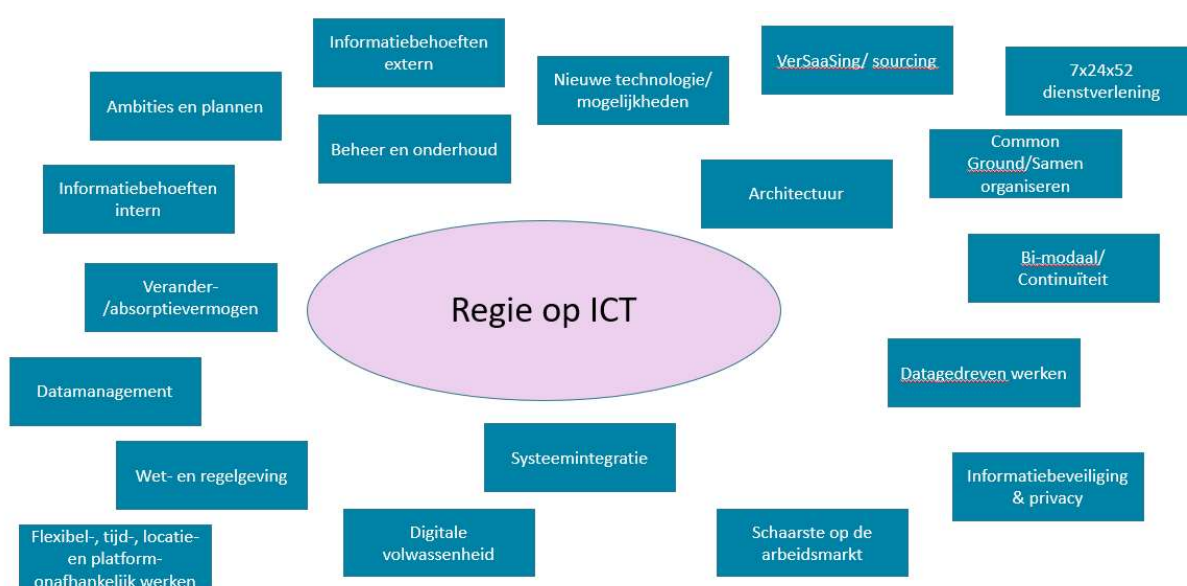 Informatiebehoeften
extern
VerSaaSing/ sourcing
Nieuwe technologie/
mogelijkheden
7x24x52
dienstverlening
Ambities en plannen
Beheer en onderhoud
Common
Ground/Samen
organiseren
Informatiebehoeften
intern
Architectuur
Bi-modaal/
Continuïteit
Verander-
/absorptievermogen
Regie op ICT
Datamanagement
Datagedreven werken
Wet- en regelgeving
Systeemintegratie
Informatiebeveiliging
& privacy
Flexibel-, tijd-, locatie-
en platform-
onafhankelijk werken
Digitale
volwassenheid
Schaarste op de
arbeidsmarkt